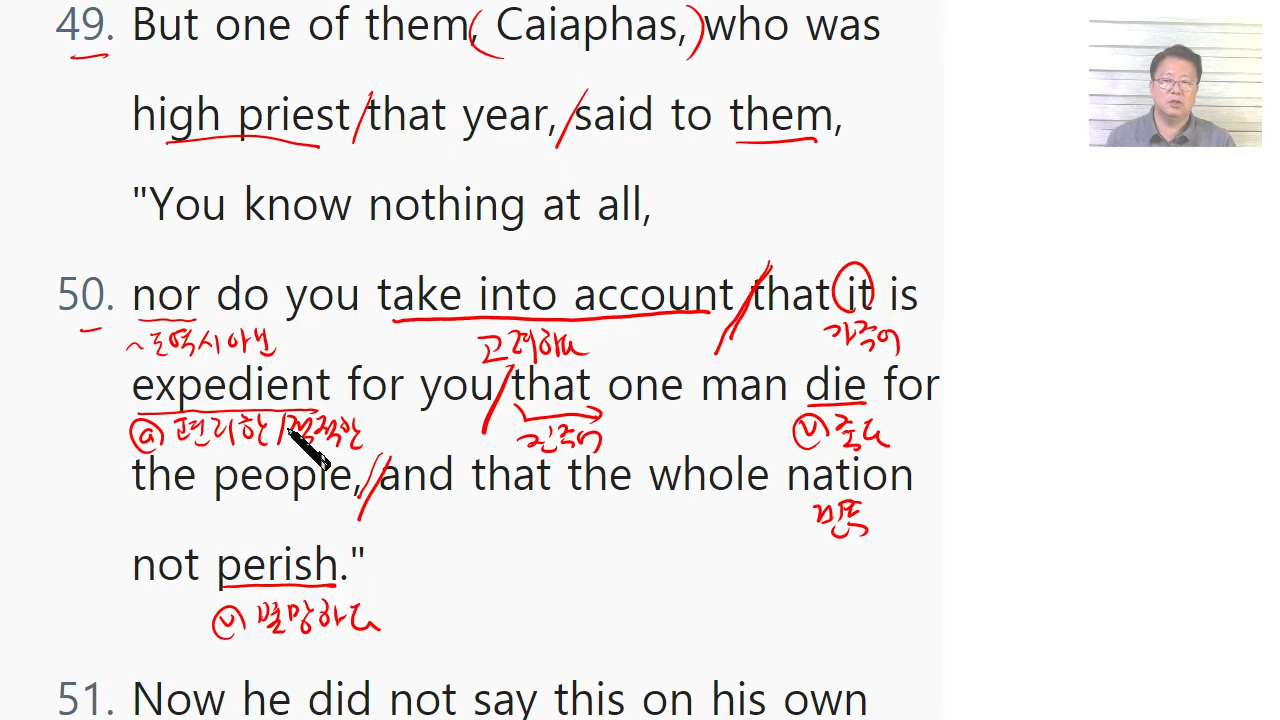 49. But one of them, Caiaphas, who was
high priest that year, said to them,
"You know nothing at all,
50. nor do you take into account that it is
~도역시아닌 고려하다 가주어
expedient for you that one man die for
ⓐ 편리한/ 진주어 ⓥ 죽다
the people, and that the whole nation
민족
not perish."
ⓥ 멸망하다
51. Now he did not say this on his own